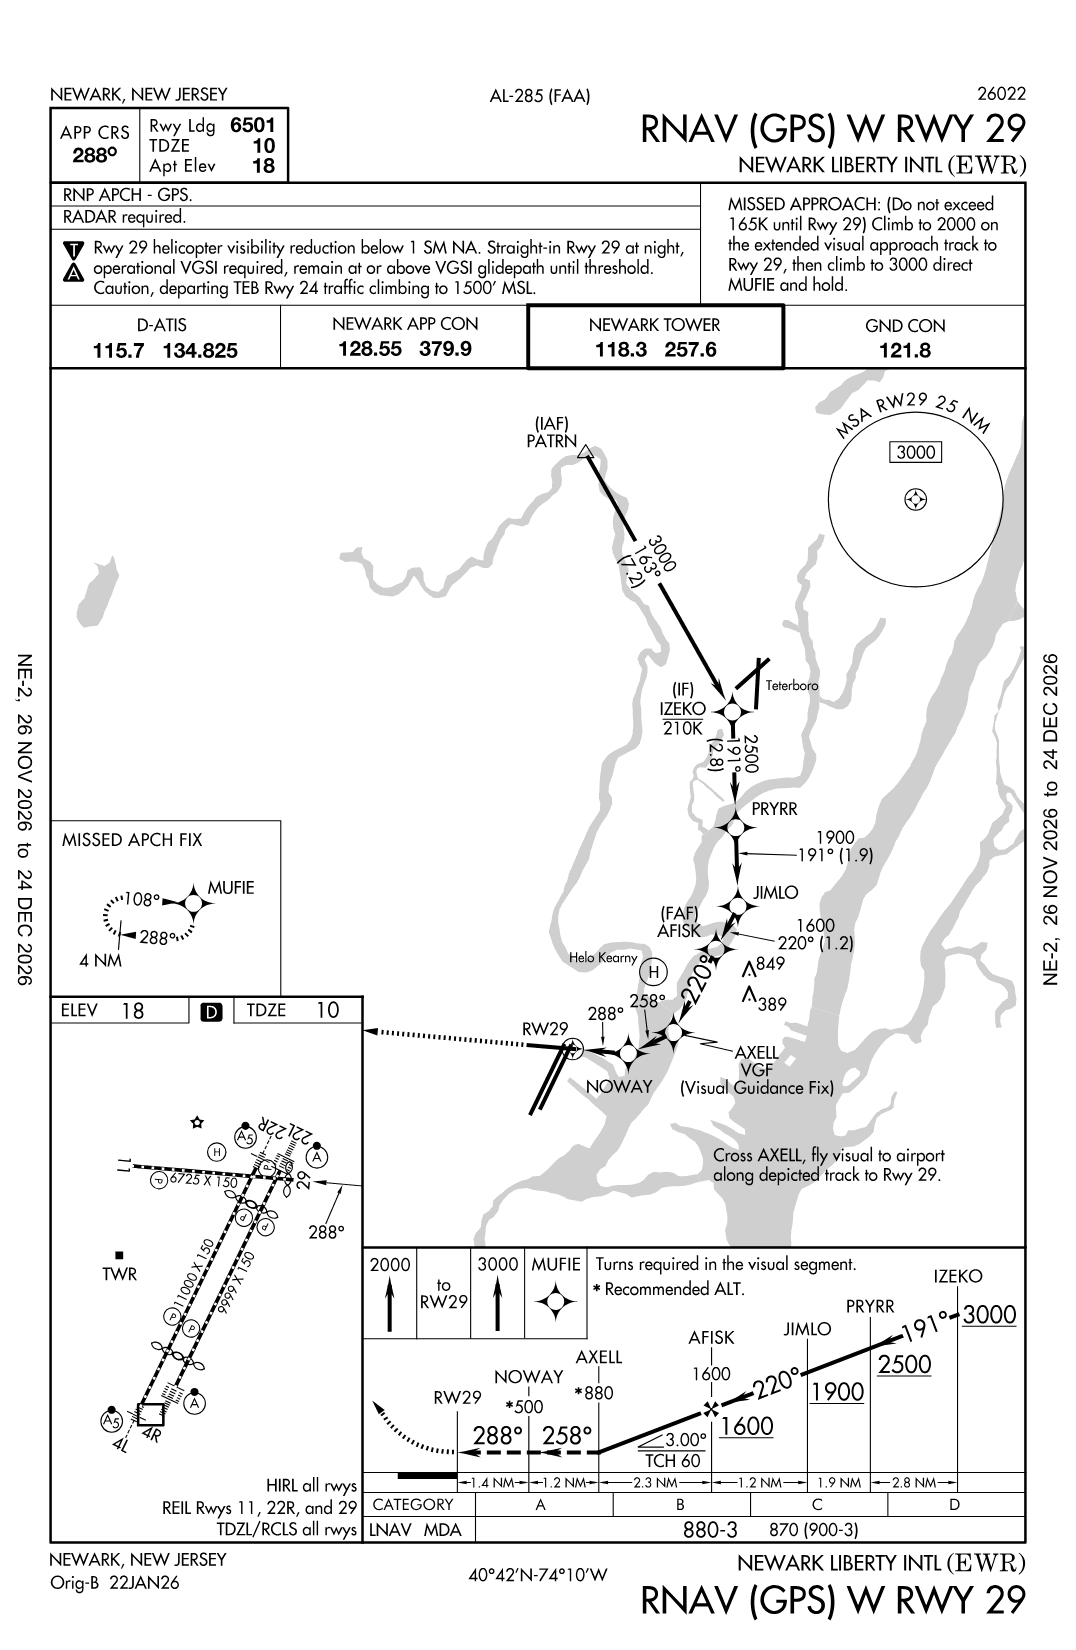 NEWARK, NEW JERSEY
AL-285 (FAA)
26022
RNAV (GPS) W RWY 29
NEWARK LIBERTY INTL (EWR)
APP CRS
288°
Rwy Ldg 6501
TDZE 10
Apt Elev 18
RNP APCH - GPS.
RADAR required.
T
A
Rwy 29 helicopter visibility reduction below 1 SM NA. Straight-in Rwy 29 at night,
operational VGSI required, remain at or above VGSI glidepath until threshold.
Caution, departing TEB Rwy 24 traffic climbing to 1500' MSL.
MISSED APPROACH: (Do not exceed
165K until Rwy 29) Climb to 2000 on
the extended visual approach track to
Rwy 29, then climb to 3000 direct
MUFIE and hold.
D-ATIS
115.7 134.825
NEWARK APP CON
128.55 379.9
NEWARK TOWER
118.3 257.6
GND CON
121.8
MSA RW29 25 NM
3000
(IAF)
PATRN
3000
163°
(7.2)
Teterboro
(IF)
IZEKO
210K
2500
191°
(2.8)
PRYRR
1900
191° (1.9)
JIMLO
(FAF)
AFISK
1600
220° (1.2)
849
389
Helo Kearny
H
220°
258°
288°
RW29
NOWAY
AXELL
VGF
(Visual Guidance Fix)
Cross AXELL, fly visual to airport
along depicted track to Rwy 29.
MISSED APCH FIX
MUFIE
108°
288°
4 NM
NE-2, 26 NOV 2026 to 24 DEC 2026
NE-2, 26 NOV 2026 to 24 DEC 2026
ELEV 18
D
TDZE 10
A5
22R
22L
A
H
P
11
P
6725 X 150
29
288°
P
P
TWR
11000 X 150
9999 X 150
P
P
A
A5
4L
4R
HIRL all rwys
REIL Rwys 11, 22R, and 29
TDZL/RCLS all rwys
2000
to
RW29
3000
MUFIE
Turns required in the visual segment.
* Recommended ALT.
IZEKO
3000
191°
PRYRR
2500
JIMLO
1900
220°
AFISK
1600
1600
AXELL
*880
NOWAY
*500
RW29
288°
258°
3.00°
TCH 60
1.4 NM
1.2 NM
2.3 NM
1.2 NM
1.9 NM
2.8 NM
CATEGORY A B C D
LNAV MDA 880-3 870 (900-3)
NEWARK, NEW JERSEY
Orig-B 22JAN26
40°42'N-74°10'W
NEWARK LIBERTY INTL (EWR)
RNAV (GPS) W RWY 29